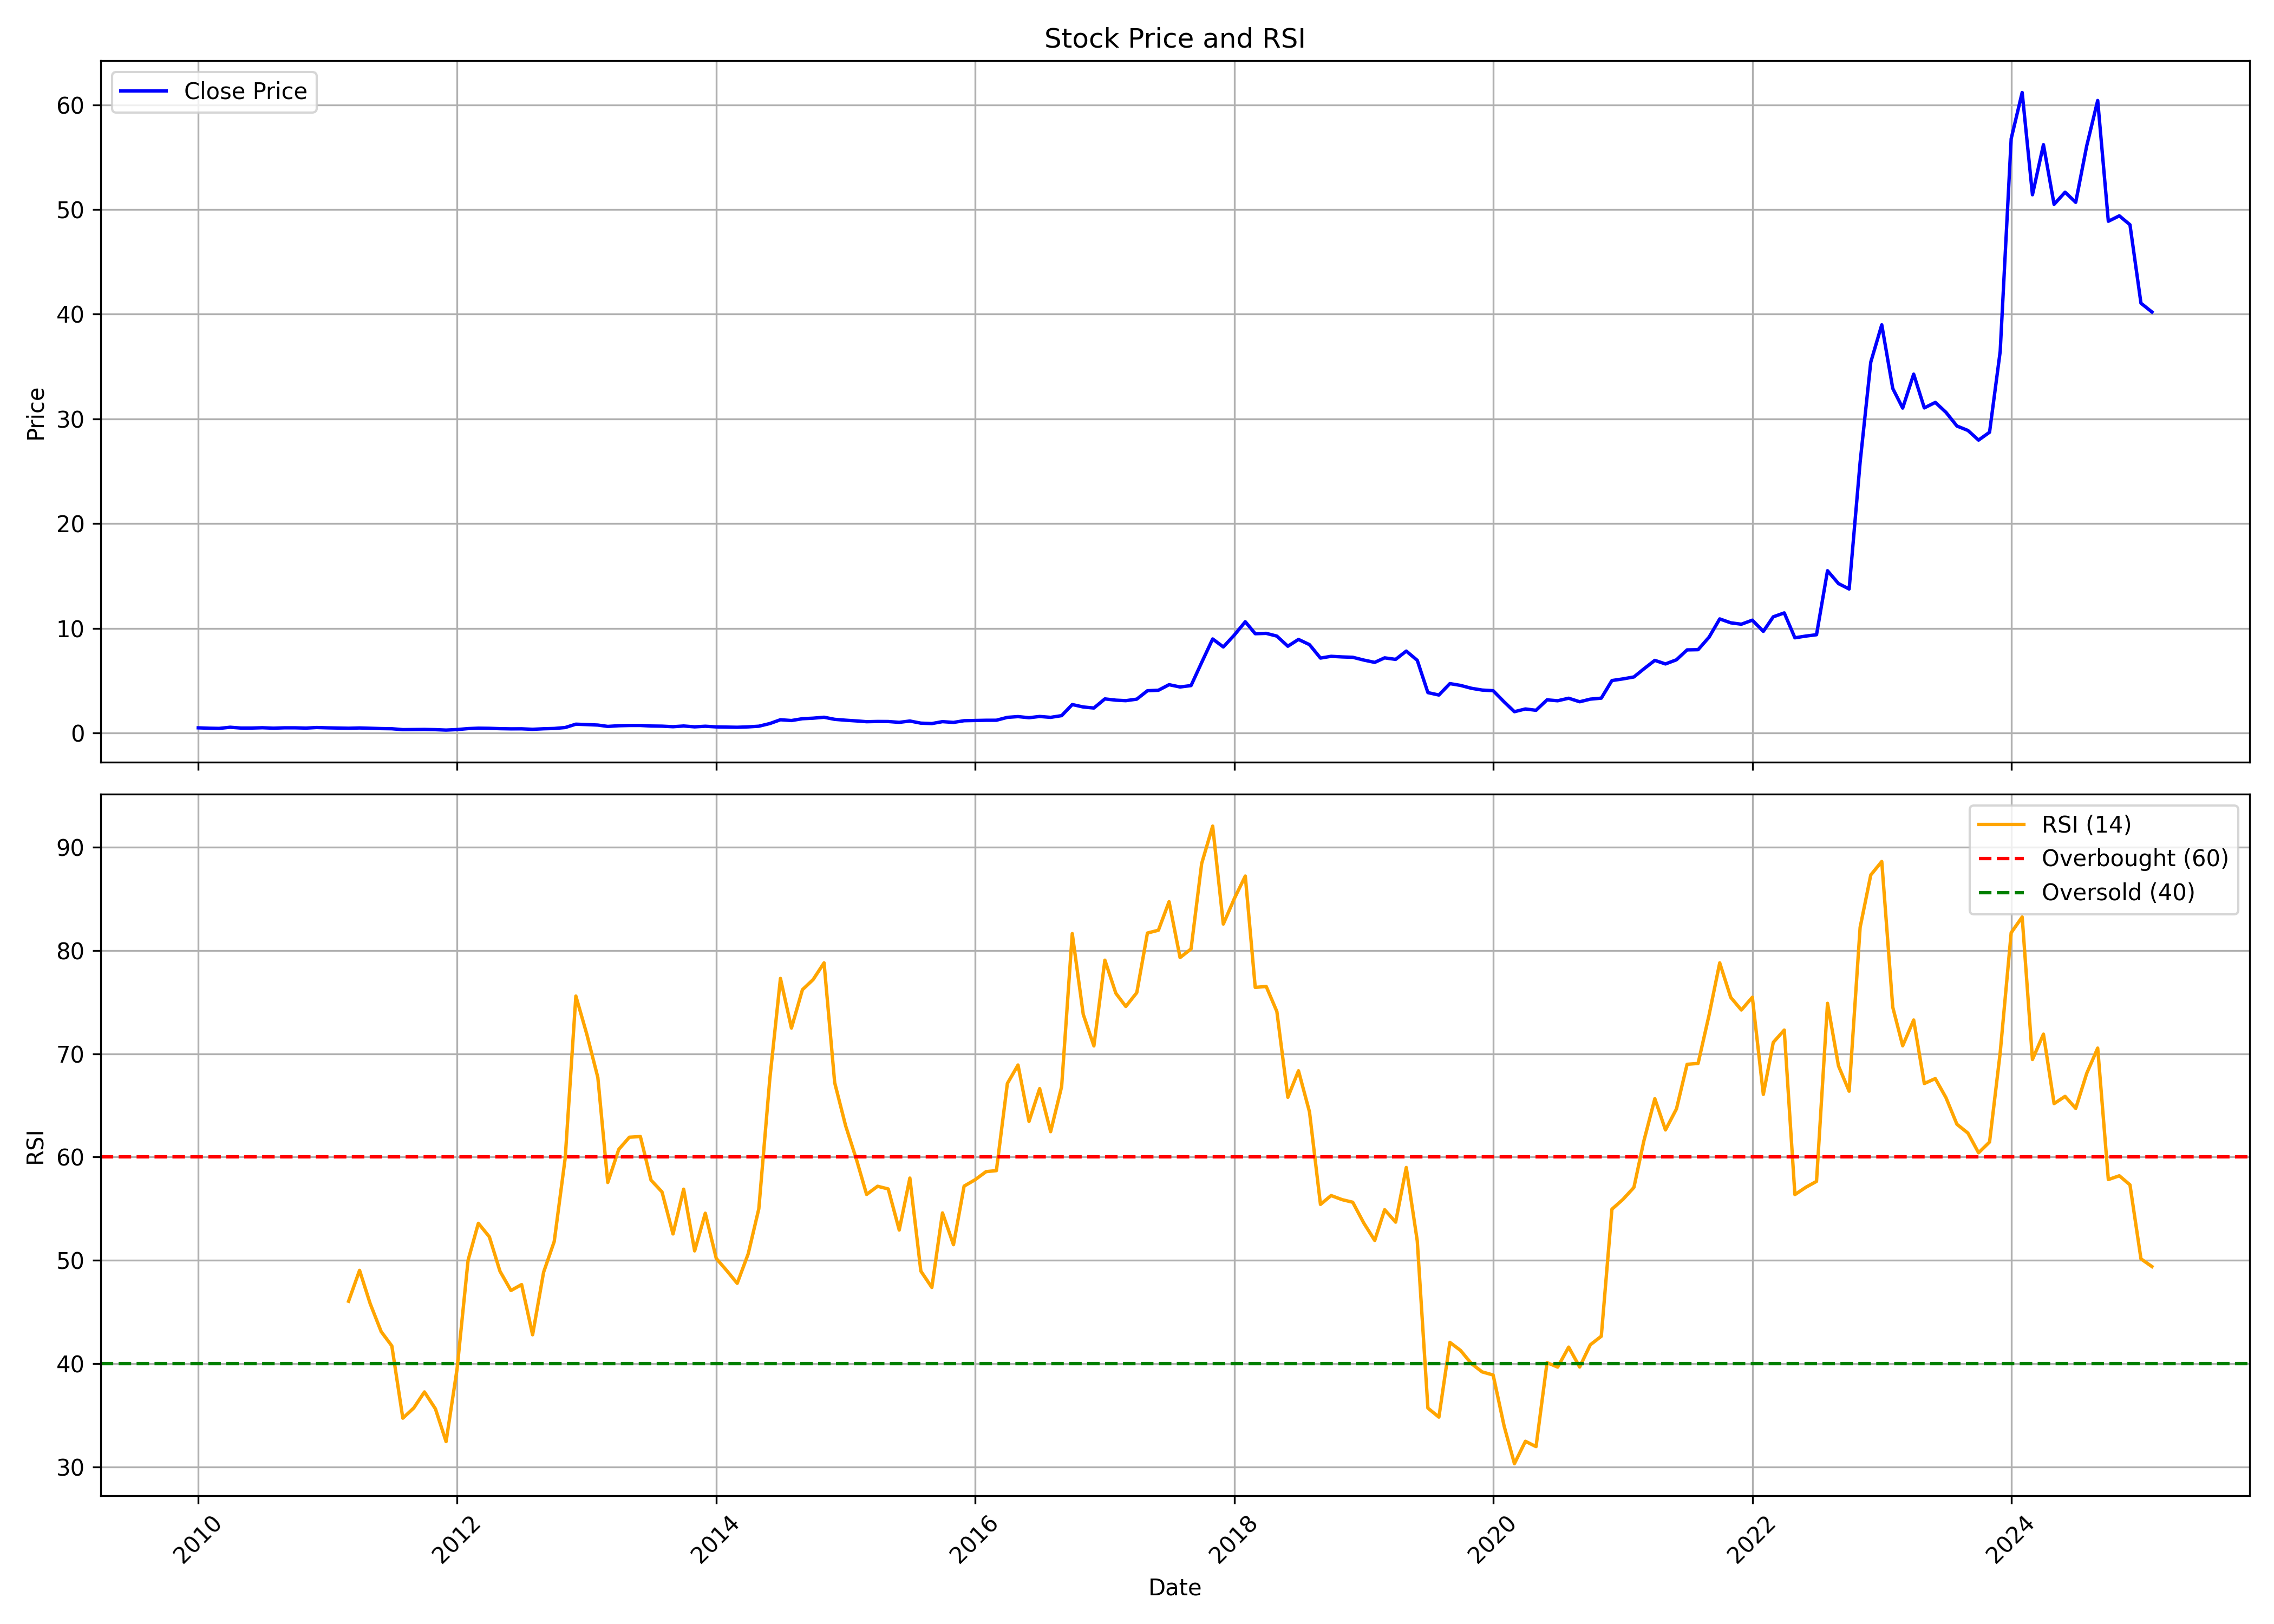 Stock Price and RSI
Close Price
60
50
40
30
20
10
0
Price
RSI (14)
Overbought (60)
Oversold (40)
90
80
70
60
50
40
30
RSI
2010
2012
2014
2016
2018
2020
2022
2024
Date